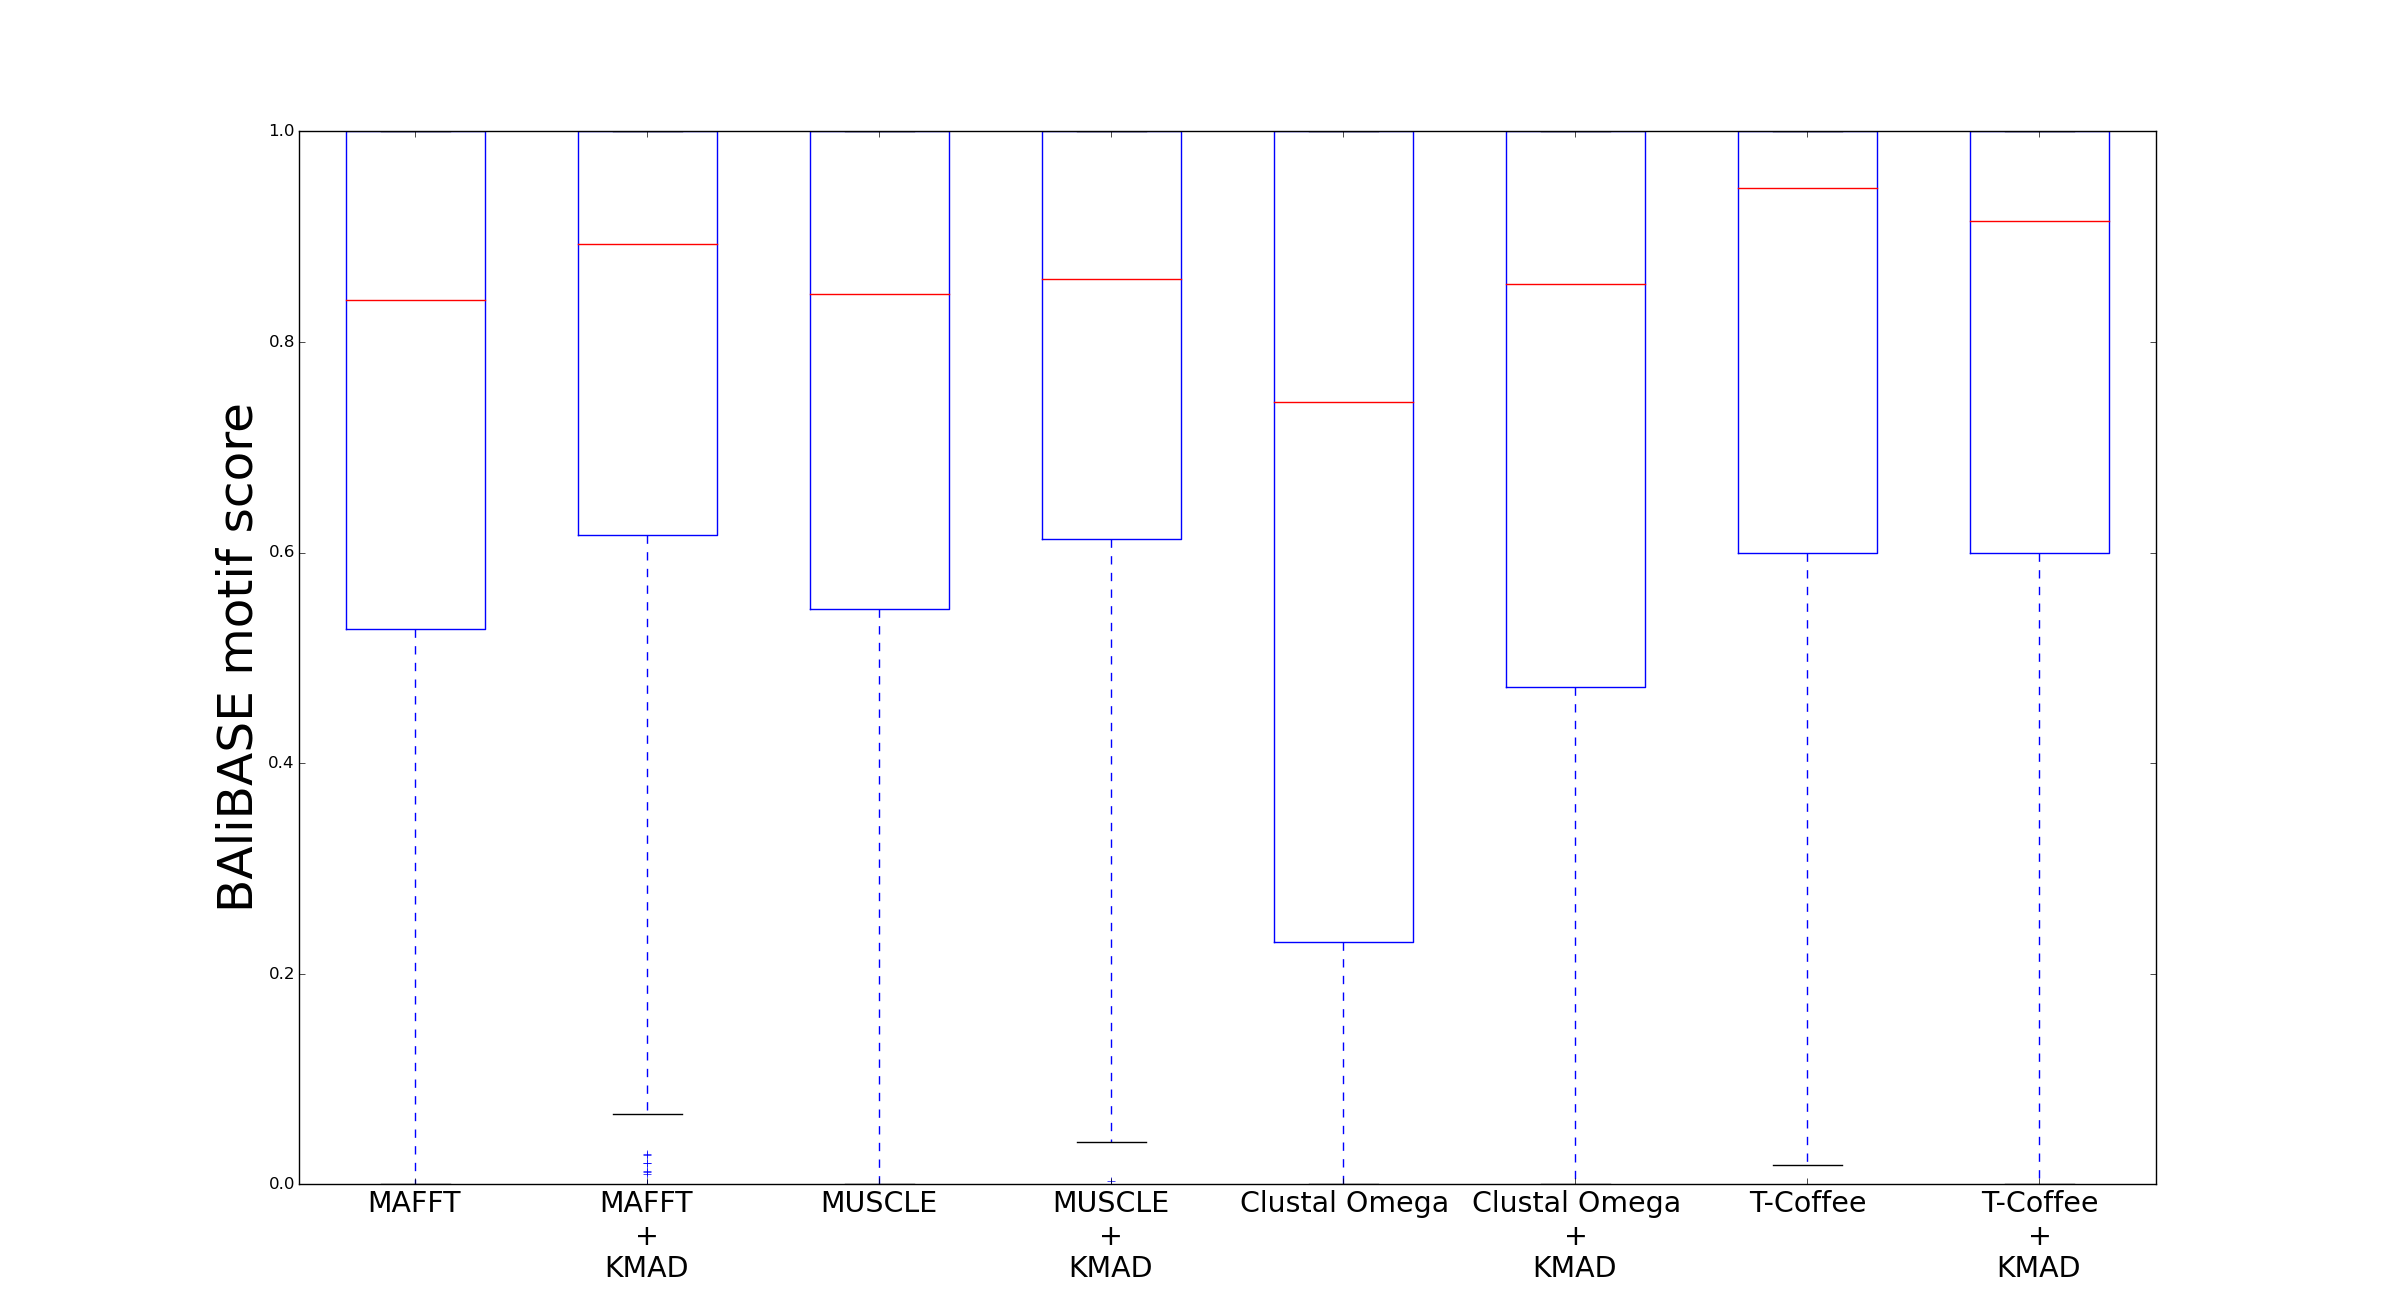 BAliBASE motif score
1.0
0.8
0.6
0.4
0.2
0.0
MAFFT
MAFFT
+
KMAD
MUSCLE
MUSCLE
+
KMAD
Clustal Omega
Clustal Omega
+
KMAD
T-Coffee
T-Coffee
+
KMAD